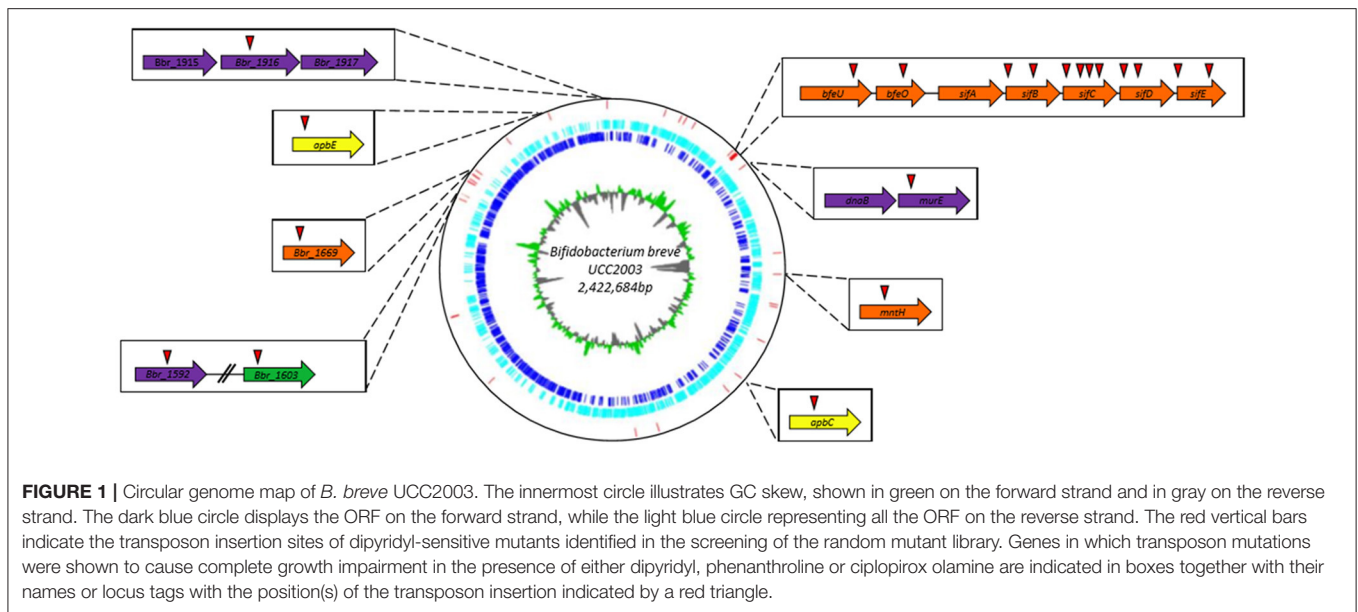 Bbr_1915 Bbr_1916 Bbr_1917
apbE
Bbr_1669
Bbr_1592 Bbr_1603
Bifidobacterium breve
UCC2003
2,422,684bp
bfeU bfeO sifA sifB sifC sifD sifE
dnaB murE
mntH
apbC
FIGURE 1 | Circular genome map of B. breve UCC2003. The innermost circle illustrates GC skew, shown in green on the forward strand and in gray on the reverse
strand. The dark blue circle displays the ORF on the forward strand, while the light blue circle representing all the ORF on the reverse strand. The red vertical bars
indicate the transposon insertion sites of dipyridyl-sensitive mutants identified in the screening of the random mutant library. Genes in which transposon mutations
were shown to cause complete growth impairment in the presence of either dipyridyl, phenanthroline or ciplopirox olamine are indicated in boxes together with their
names or locus tags with the position(s) of the transposon insertion indicated by a red triangle.